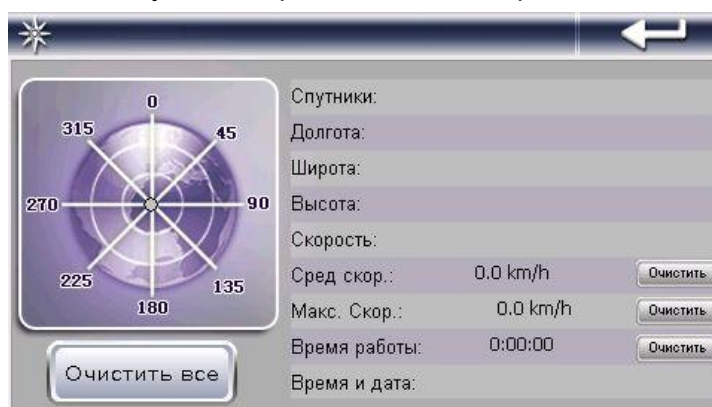 0
315
45
270
90
225
135
180
Очистить все
Спутники:
Долгота:
Широта:
Высота:
Скорость:
Сред скор.: 0.0 km/h Очистить
Макс. Скор.: 0.0 km/h Очистить
Время работы: 0:00:00 Очистить
Время и дата: